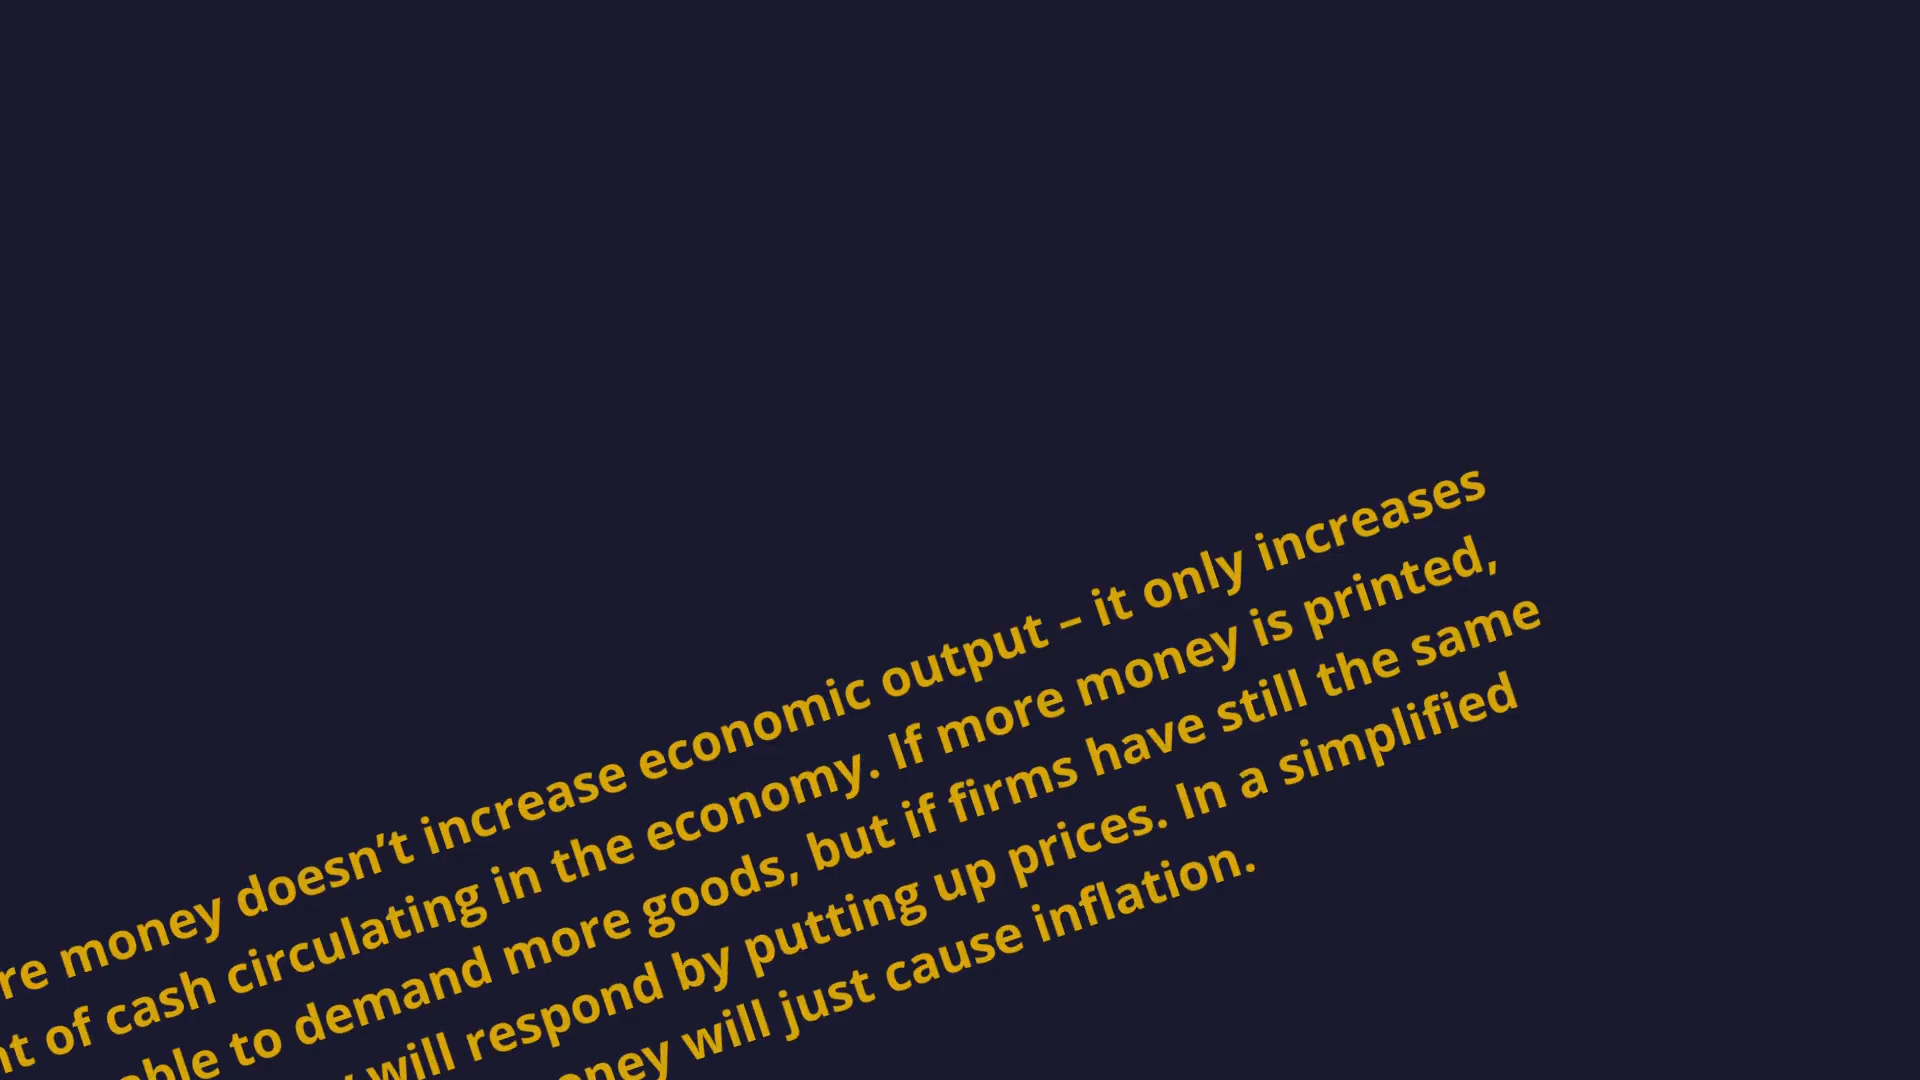 money doesn’t increase economic output – it only increases
of cash circulating in the economy. If more money is printed,
to demand more goods, but if firms have still the same
will respond by putting up prices. In a simplified
will just cause inflation.